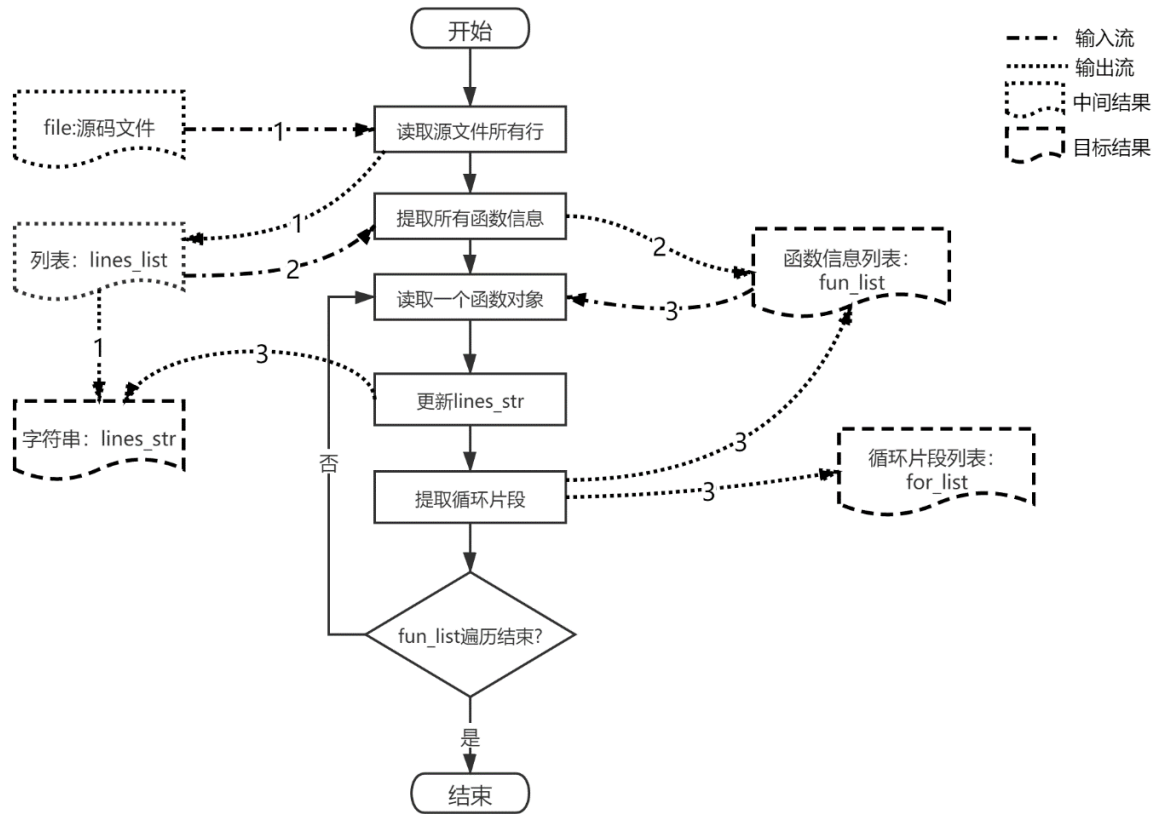 开始
输入流
输出流
中间结果
目标结果
file:源码文件
1
读取源文件所有行
1
提取所有函数信息
2
列表：lines_list
2
函数信息列表：
fun_list
读取一个函数对象
3
1
3
更新lines_str
字符串：lines_str
3
循环片段列表：
for_list
否
提取循环片段
3
fun_list遍历结束?
是
结束